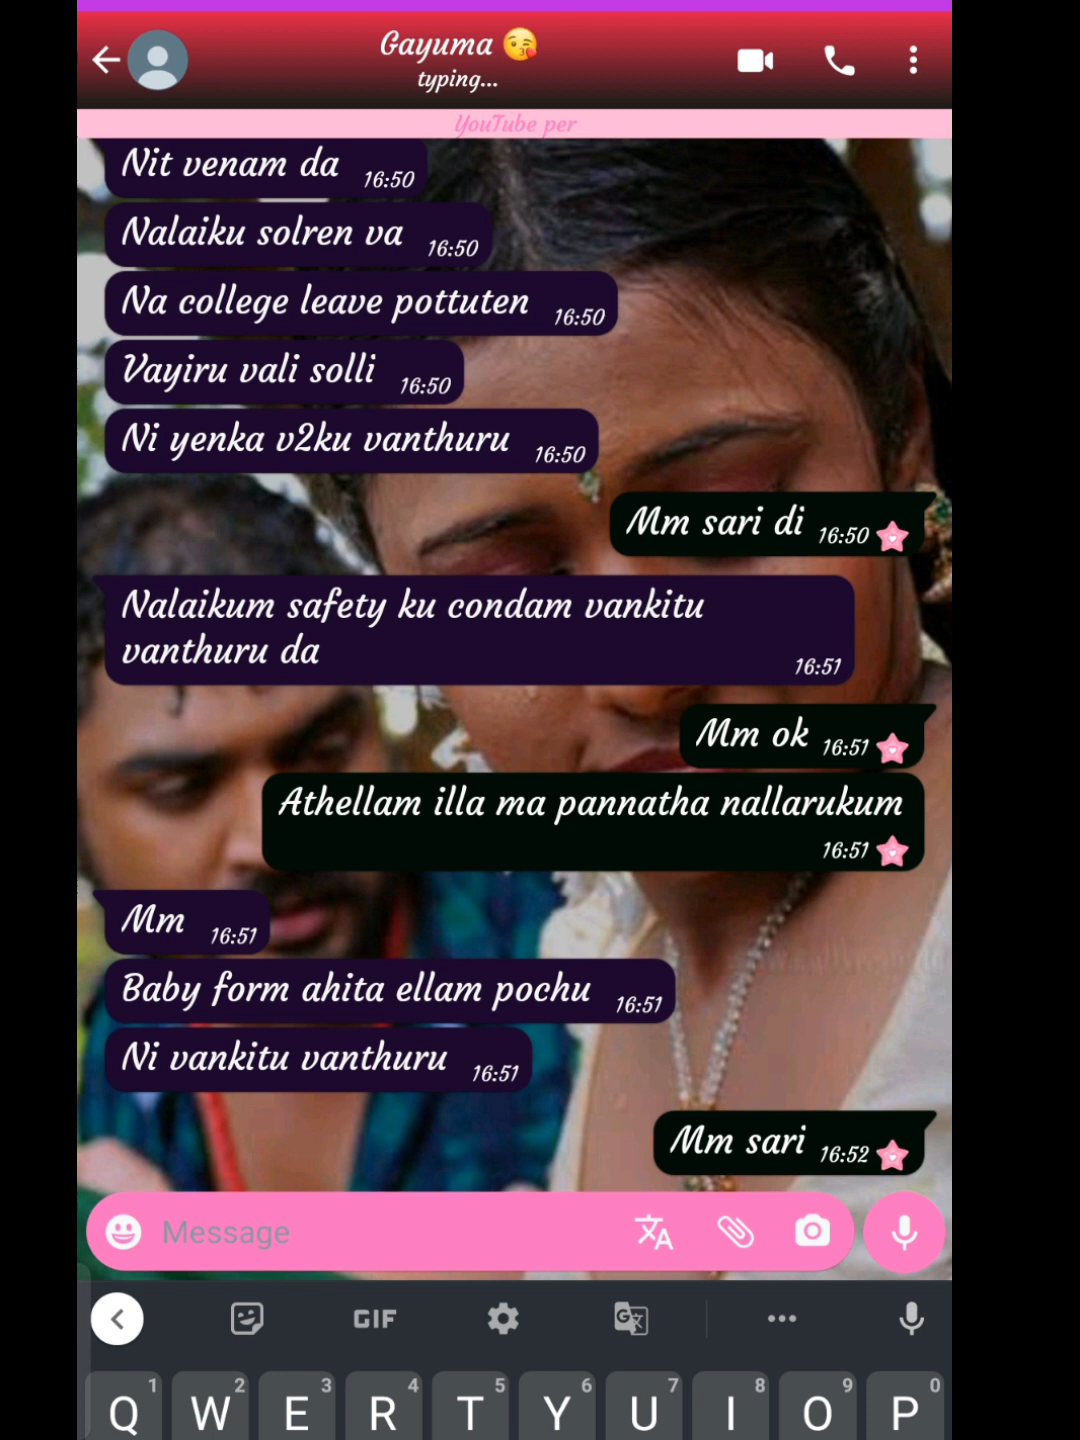 Gayuma 😘
typing...
YouTube per
Nit venam da 16:50
Nalaiku solren va 16:50
Na college leave pottuten 16:50
Vayiru vali solli 16:50
Ni yenka v2ku vanthuru 16:50
Mm sari di 16:50
Nalaikum safety ku condam vankitu
vanthuru da
16:51
Mm ok 16:51
Athellam illa ma pannatha nallarukum
16:51
Mm 16:51
Baby form ahita ellam pochu 16:51
Ni vankitu vanthuru 16:51
Mm sari 16:52
Message
GIF
1 2 3 4 5 6 7 8 9 0
Q W E R T Y U I O P